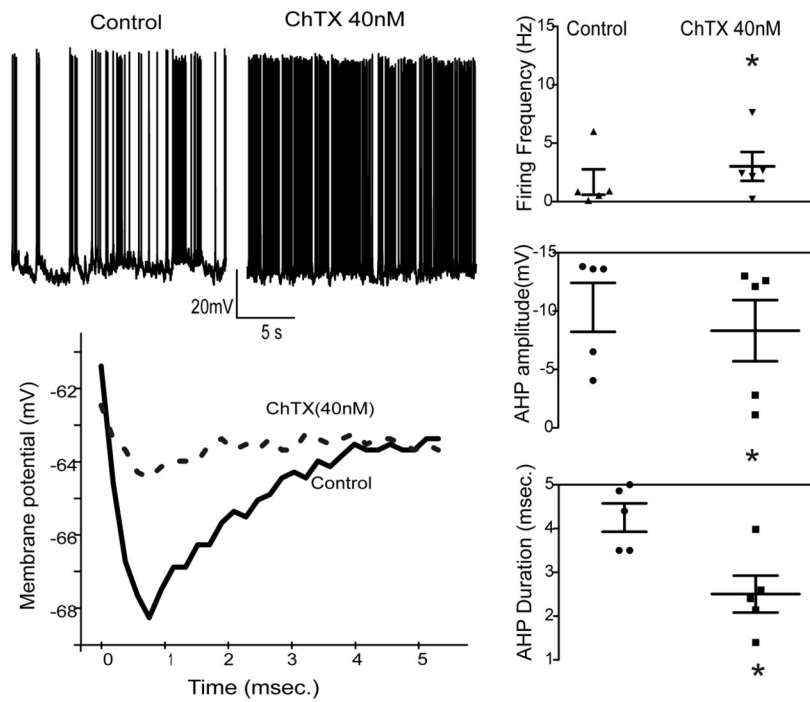 Control
ChTX 40nM
20mV
5 s
Membrane potential (mV)
-62
-64
-66
-68
ChTX(40nM)
Control
0
1
2
3
4
5
Time (msec.)
Firing Frequency (Hz)
15
10
5
0
Control
ChTX 40nM
*
AHP amplitude(mV)
-15
-10
-5
0
*
AHP Duration (msec.)
5
4
3
2
1
*